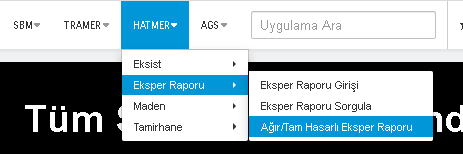 SBM TRAMER HATMER AGS Uygulama Ara
Eksist
Eksper Raporu Eksper Raporu Girişi
Maden Eksper Raporu Sorgula
Tamirhane Ağır/Tam Hasarlı Eksper Raporu
Tüm